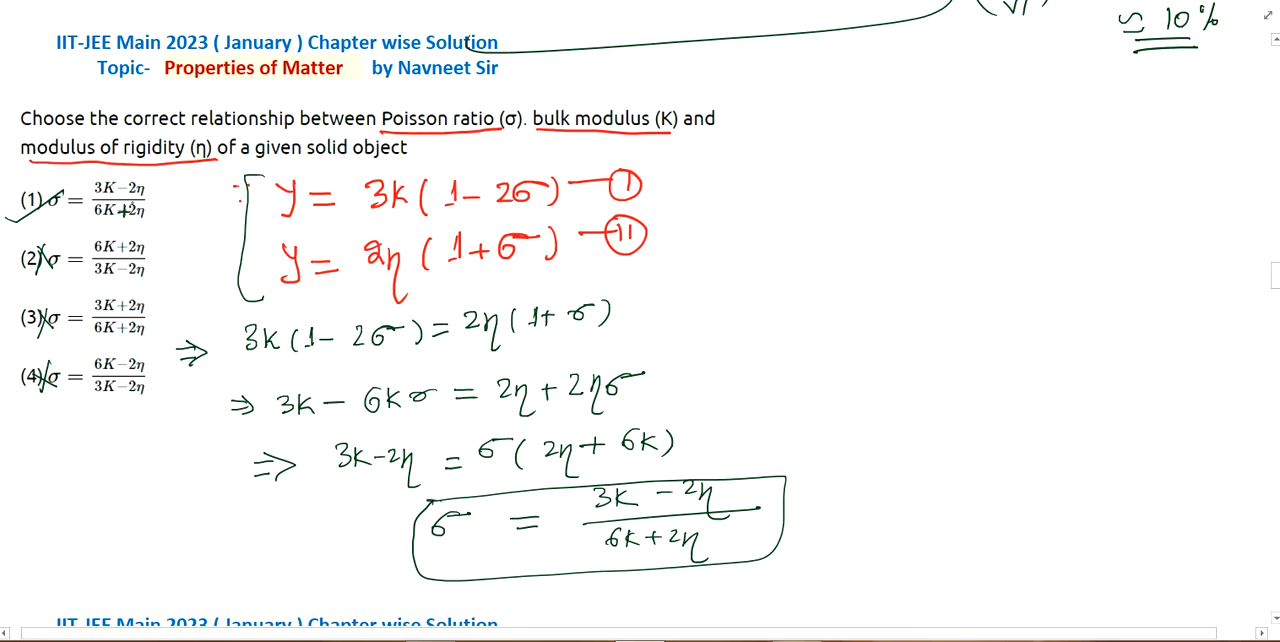 ≌ 10%
IIT-JEE Main 2023 ( January ) Chapter wise Solution
Topic- Properties of Matter by Navneet Sir
Choose the correct relationship between Poisson ratio (σ). bulk modulus (K) and
modulus of rigidity (η) of a given solid object
(1) σ = 3K−2η / 6K+2η
(2) σ = 6K+2η / 3K−2η
(3) σ = 3K+2η / 6K+2η
(4) σ = 6K−2η / 3K−2η
y = 3k ( 1 - 2σ ) — I
y = 2η ( 1 + σ ) — II
⇒ 3k ( 1 - 2σ ) = 2η ( 1 + σ )
⇒ 3k - 6kσ = 2η + 2ησ
⇒ 3k - 2η = σ ( 2η + 6k )
σ = 3k - 2η / 6k + 2η
IIT-JEE Main 2023 ( January ) Chapter wise Solution